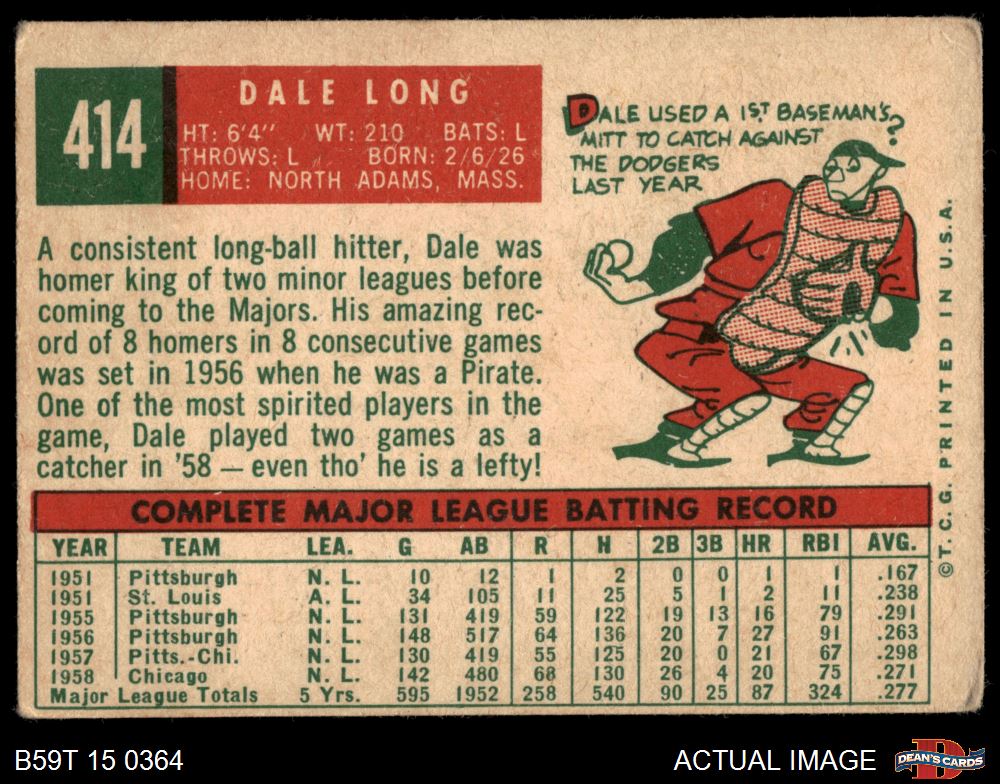 414
DALE LONG
HT: 6'4" WT: 210 BATS: L
THROWS: L BORN: 2/6/26
HOME: NORTH ADAMS, MASS.
A consistent long-ball hitter, Dale was
homer king of two minor leagues before
coming to the Majors. His amazing rec-
ord of 8 homers in 8 consecutive games
was set in 1956 when he was a Pirate.
One of the most spirited players in the
game, Dale played two games as a
catcher in '58 — even tho' he is a lefty!
DALE USED A 1ST BASEMAN'S
MITT TO CATCH AGAINST
THE DODGERS
LAST YEAR
?
© T. C. G. PRINTED IN U.S.A.
COMPLETE MAJOR LEAGUE BATTING RECORD
YEAR TEAM LEA. G AB R H 2B 3B HR RBI AVG.
1951 Pittsburgh N. L. 10 12 1 2 0 0 1 1 .167
1951 St. Louis A. L. 34 105 11 25 5 1 2 11 .238
1955 Pittsburgh N. L. 131 419 59 122 19 13 16 79 .291
1956 Pittsburgh N. L. 148 517 64 136 20 7 27 91 .263
1957 Pitts.-Chi. N. L. 130 419 55 125 20 0 21 67 .298
1958 Chicago N. L. 142 480 68 130 26 4 20 75 .271
Major League Totals 5 Yrs. 595 1952 258 540 90 25 87 324 .277
B59T 15 0364
ACTUAL IMAGE
DEAN'S CARDS